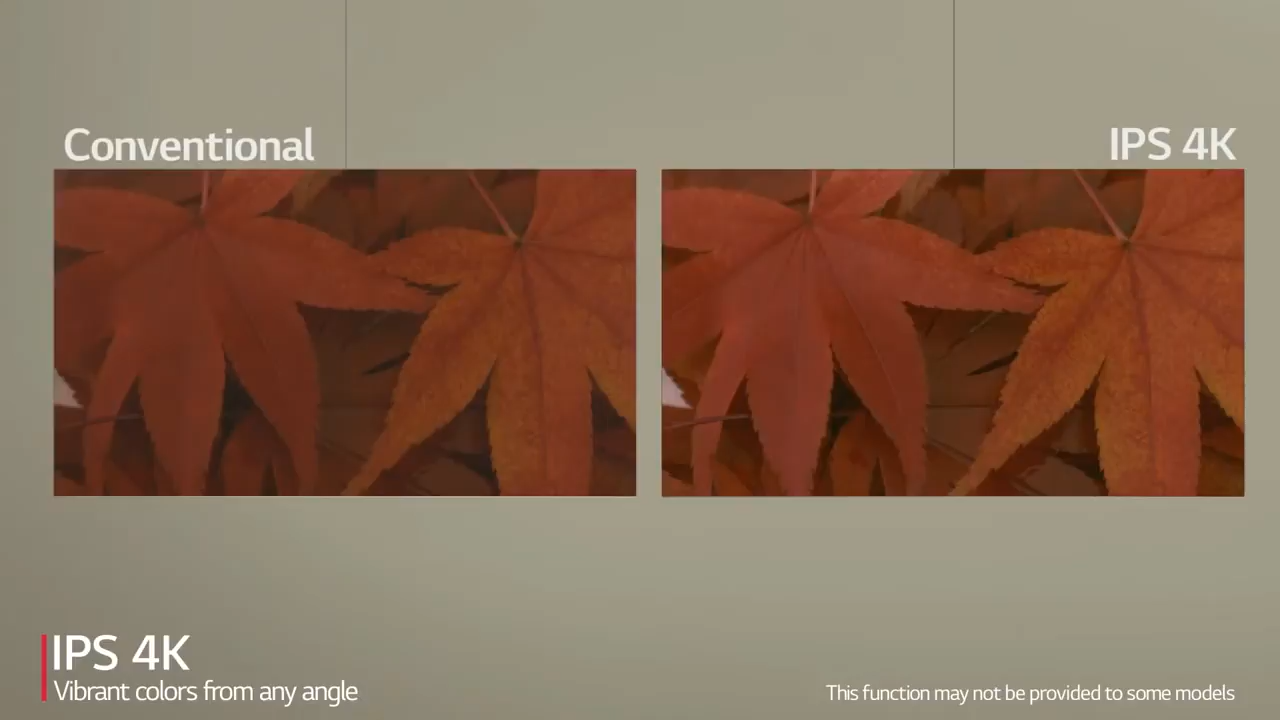 Conventional
IPS 4K
IPS 4K
Vibrant colors from any angle
This function may not be provided to some models